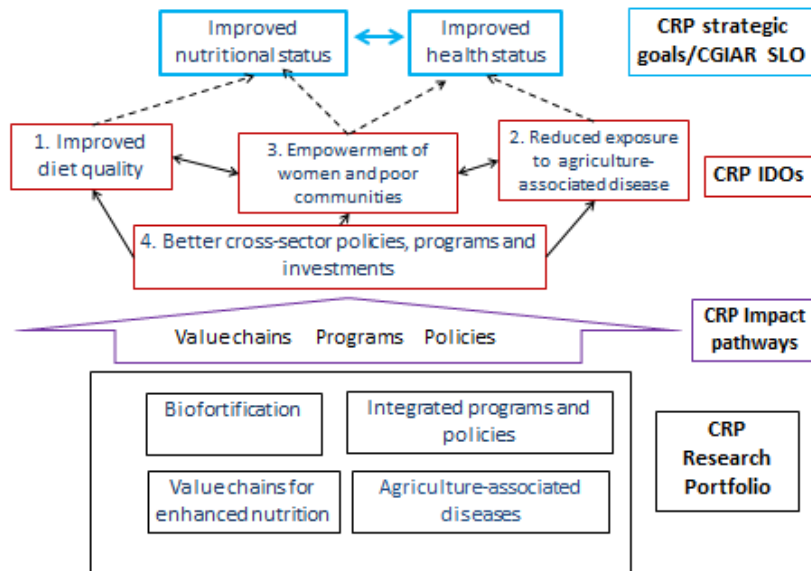 Improved
nutritional status
Improved
health status
CRP strategic
goals/CGIAR SLO
1. Improved
diet quality
3. Empowerment of
women and poor
communities
2. Reduced exposure
to agriculture-
associated disease
CRP IDOs
4. Better cross-sector policies, programs and
investments
Value chains Programs Policies
CRP Impact
pathways
Biofortification
Integrated programs and
policies
Value chains for
enhanced nutrition
Agriculture-associated
diseases
CRP
Research
Portfolio